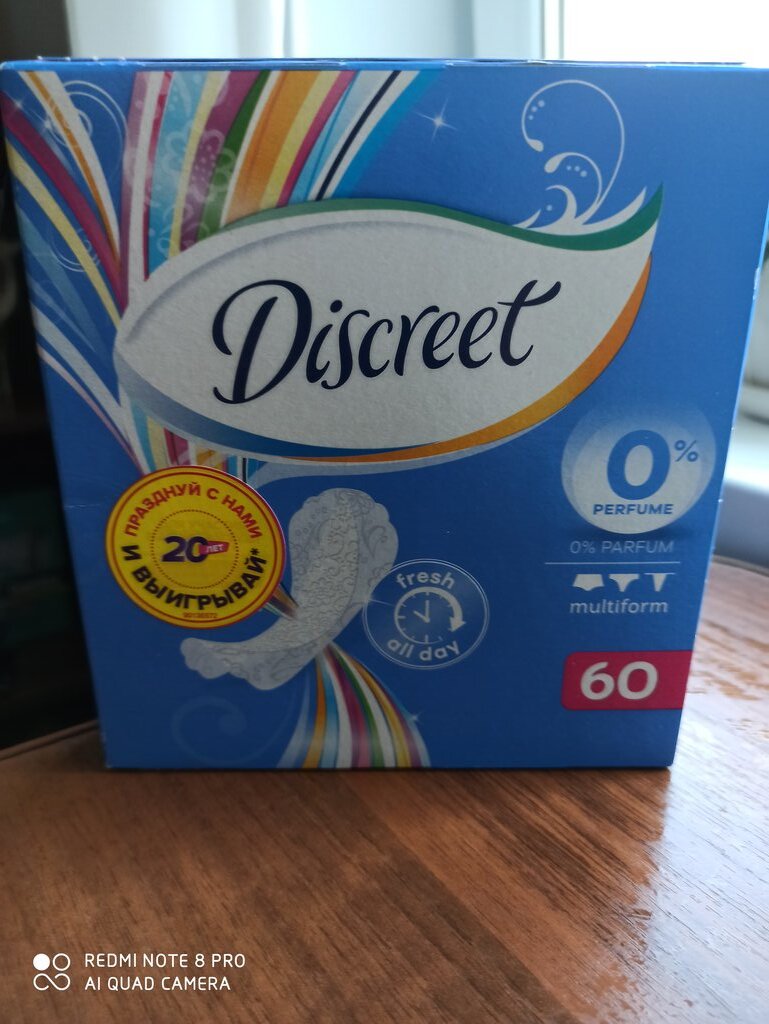 Discreet
0%
PERFUME
0% PARFUM
multiform
60
ПРАЗДНУЙ С НАМИ
20 ЛЕТ
И ВЫИГРЫВАЙ*
fresh
all day
REDMI NOTE 8 PRO
AI QUAD CAMERA